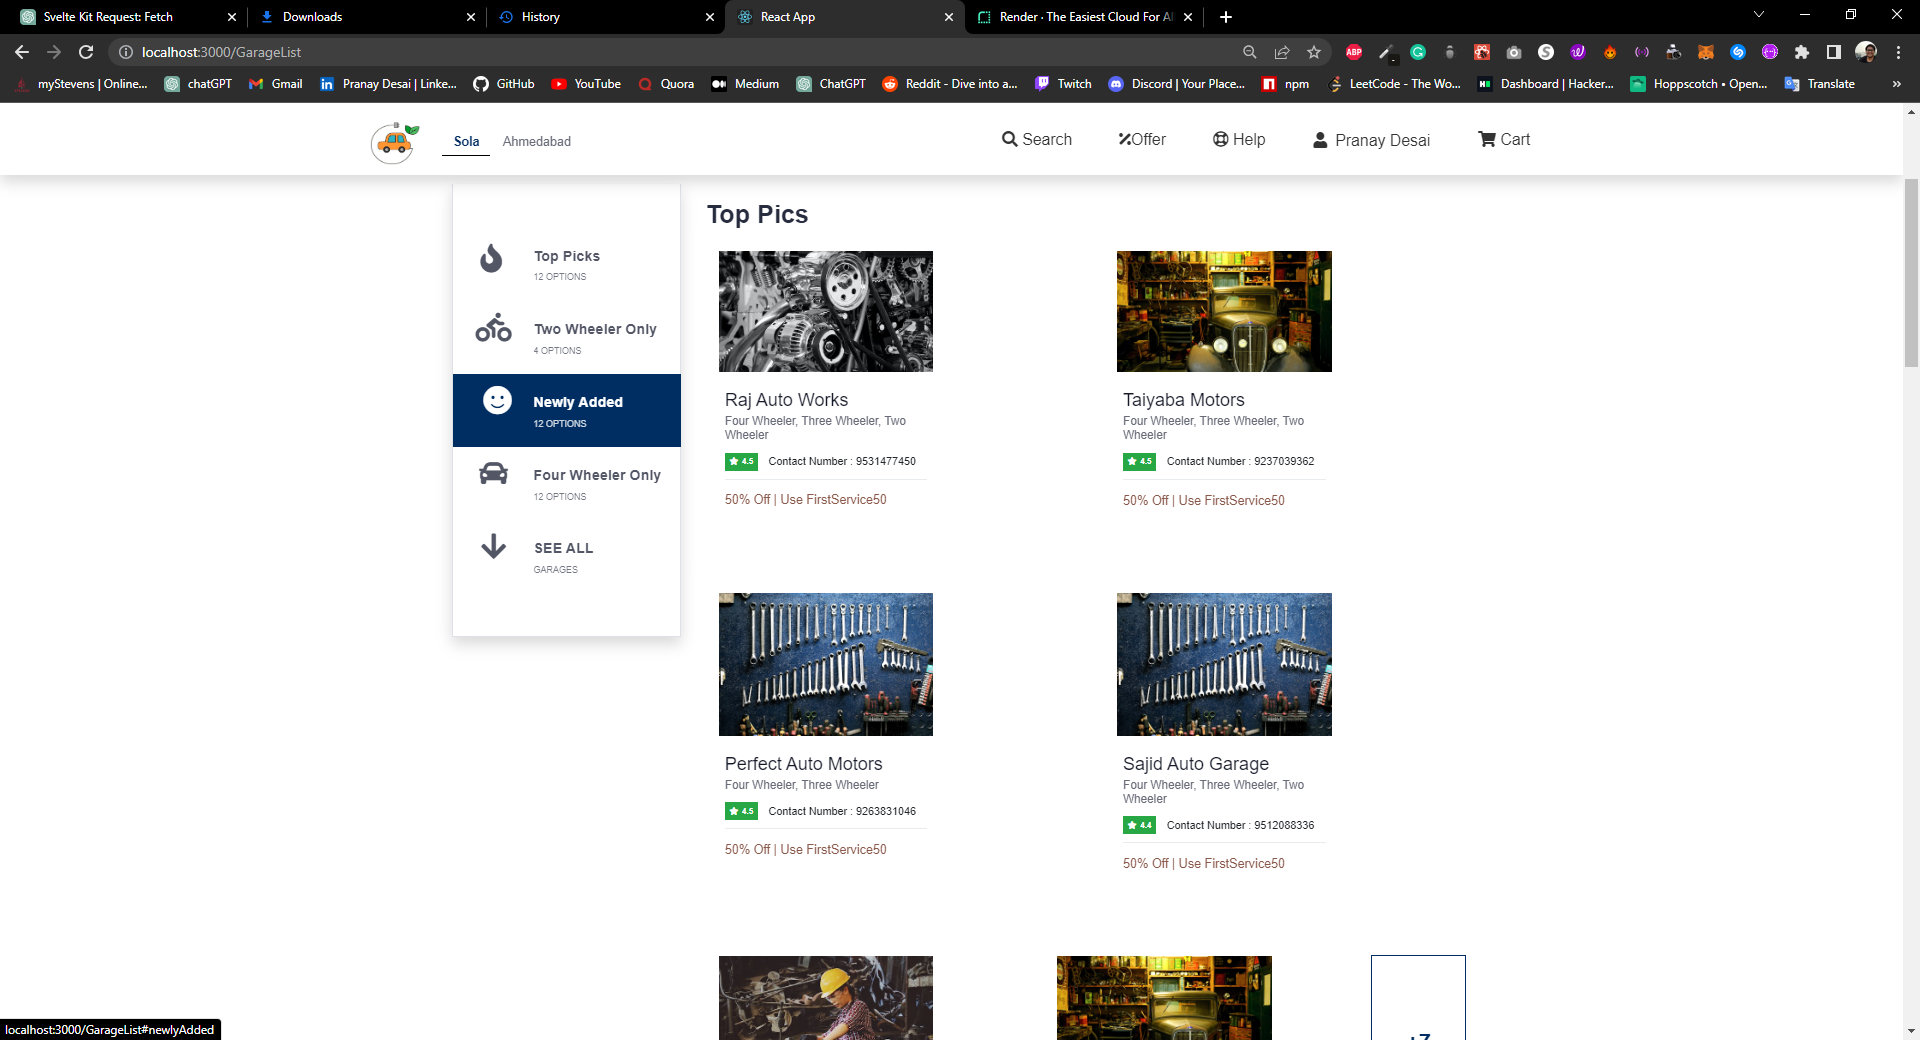 Svelte Kit Request: Fetch
Downloads
History
React App
Render · The Easiest Cloud For Al
localhost:3000/GarageList
ABP
myStevens | Online...
chatGPT
Gmail
Pranay Desai | Linke...
GitHub
YouTube
Quora
Medium
ChatGPT
Reddit - Dive into a...
Twitch
Discord | Your Place...
npm
LeetCode - The Wo...
Dashboard | Hacker...
Hoppscotch • Open...
Translate
»
Sola
Ahmedabad
Search
Offer
Help
Pranay Desai
Cart
Top Picks
12 OPTIONS
Two Wheeler Only
4 OPTIONS
Newly Added
12 OPTIONS
Four Wheeler Only
12 OPTIONS
SEE ALL
GARAGES
Top Pics
Raj Auto Works
Four Wheeler, Three Wheeler, Two
Wheeler
4.5 Contact Number : 9531477450
50% Off | Use FirstService50
Taiyaba Motors
Four Wheeler, Three Wheeler, Two
Wheeler
4.5 Contact Number : 9237039362
50% Off | Use FirstService50
Perfect Auto Motors
Four Wheeler, Three Wheeler
4.5 Contact Number : 9263831046
50% Off | Use FirstService50
Sajid Auto Garage
Four Wheeler, Three Wheeler, Two
Wheeler
4.4 Contact Number : 9512088336
50% Off | Use FirstService50
localhost:3000/GarageList#newlyAdded